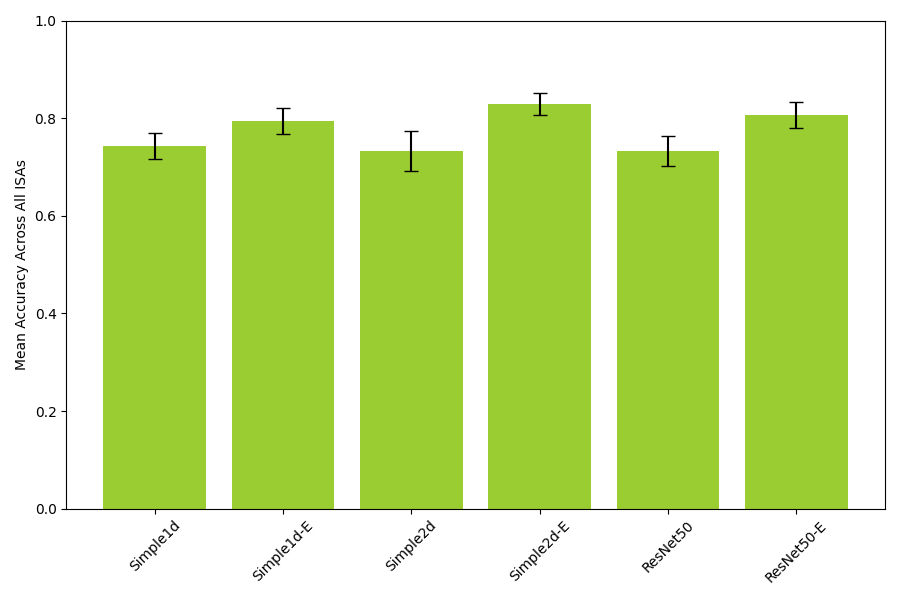 Mean Accuracy Across All ISAs
1.0
0.8
0.6
0.4
0.2
0.0
Simple1d
Simple1d-E
Simple2d
Simple2d-E
ResNet50
ResNet50-E